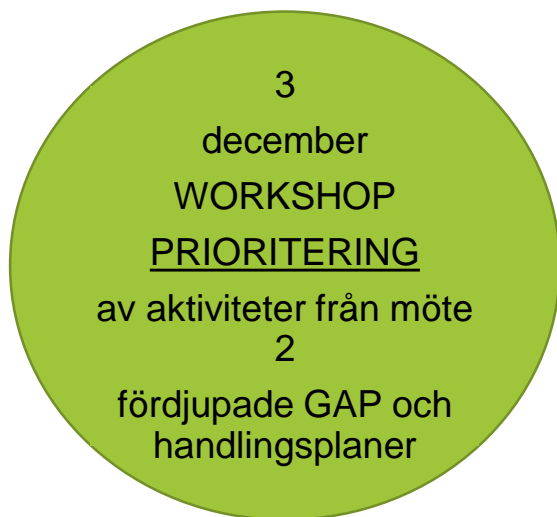 3
december
WORKSHOP
PRIORITERING
av aktiviteter från möte
2
fördjupade GAP och
handlingsplaner